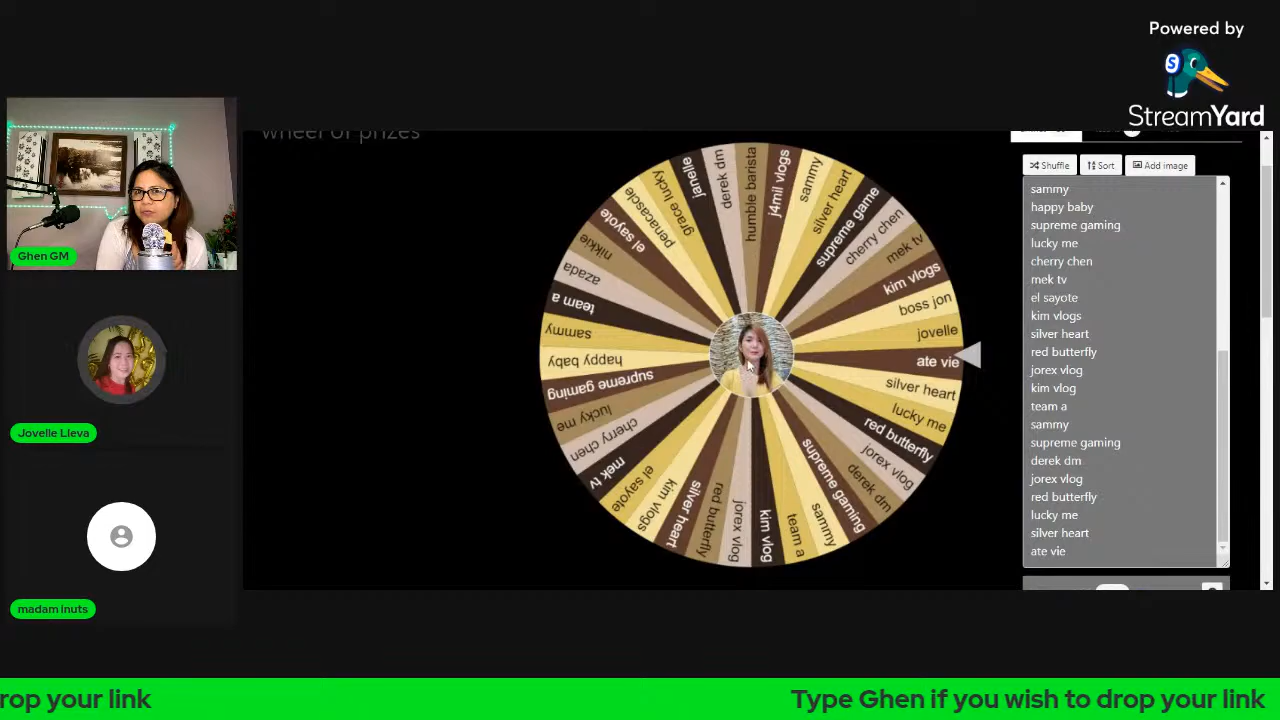 Powered by
StreamYard
wheel of prizes
Ghen GM
Jovelle Lleva
madam inuts
humble barista
j4mil vlogs
sammy
silver heart
supreme game
cherry chen
mek tv
kim vlogs
boss jon
jovelle
ate vie
silver heart
lucky me
red butterfly
jorex vlog
derek dm
supreme gaming
sammy
team a
kim vlog
jorex vlog
red butterfly
silver heart
kim vlogs
el sayote
mek tv
cherry chen
lucky me
supreme gaming
happy baby
sammy
team a
azada
nikkie
el sayote
penacascie
grace lucky
janelle
derek dm
Shuffle
Sort
Add image
sammy
happy baby
supreme gaming
lucky me
cherry chen
mek tv
el sayote
kim vlogs
silver heart
red butterfly
jorex vlog
kim vlog
team a
sammy
supreme gaming
derek dm
jorex vlog
red butterfly
lucky me
silver heart
ate vie
rop your link
Type Ghen if you wish to drop your link